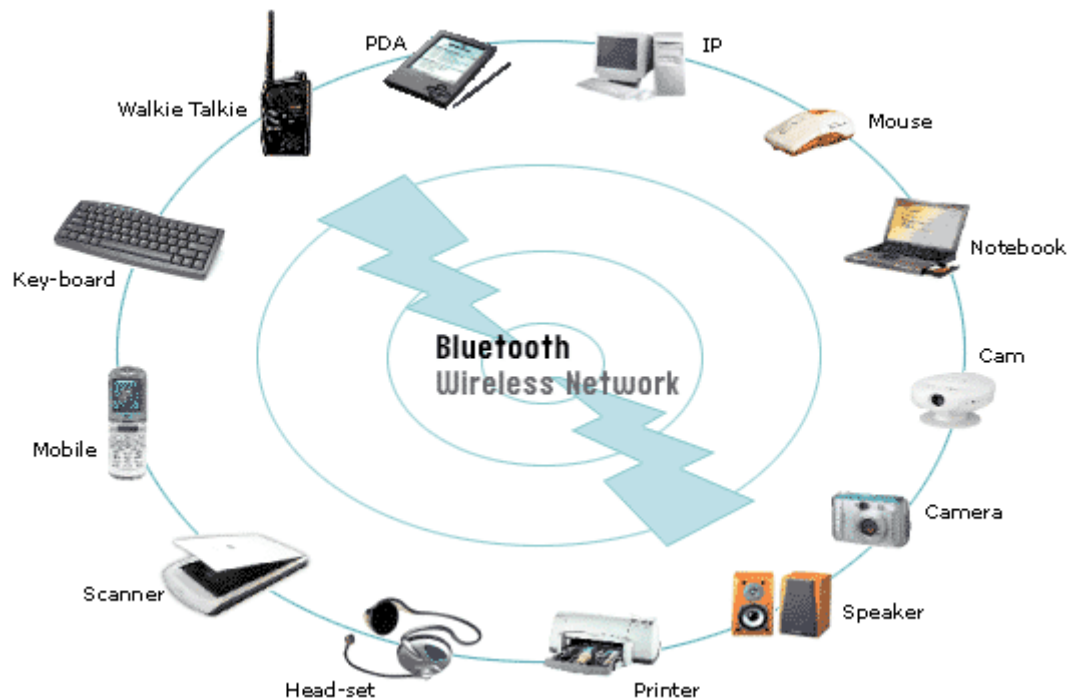 PDA
IP
Walkie Talkie
Mouse
Key-board
Notebook
Bluetooth
Wireless Network
Cam
Mobile
Camera
Scanner
Speaker
Head-set
Printer